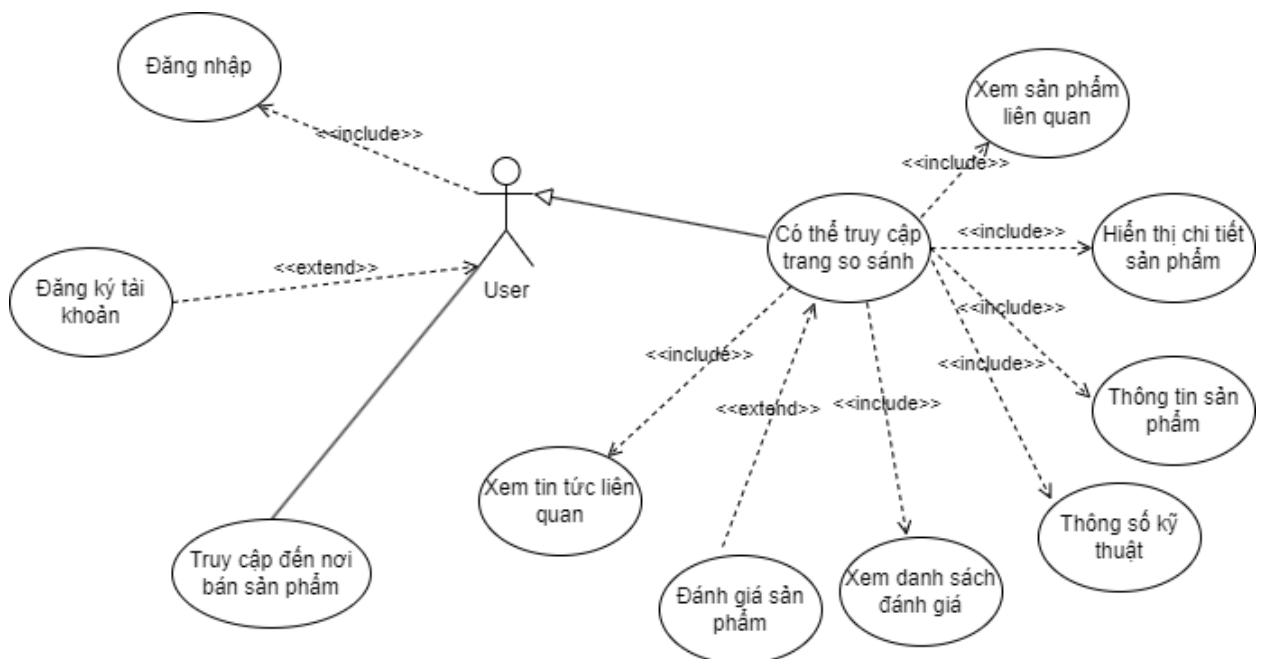 Đăng nhập
<<include>>
Xem sản phẩm
liên quan
<<include>>
Có thể truy cập
trang so sánh
<<include>>
Hiển thị chi tiết
sản phẩm
Đăng ký tài
khoản
<<extend>>
User
<<include>>
<<include>>
<<include>>
<<extend>>
<<include>>
Thông tin sản
phẩm
Xem tin tức liên
quan
Thông số kỹ
thuật
Truy cập đến nơi
bán sản phẩm
Đánh giá sản
phẩm
Xem danh sách
đánh giá